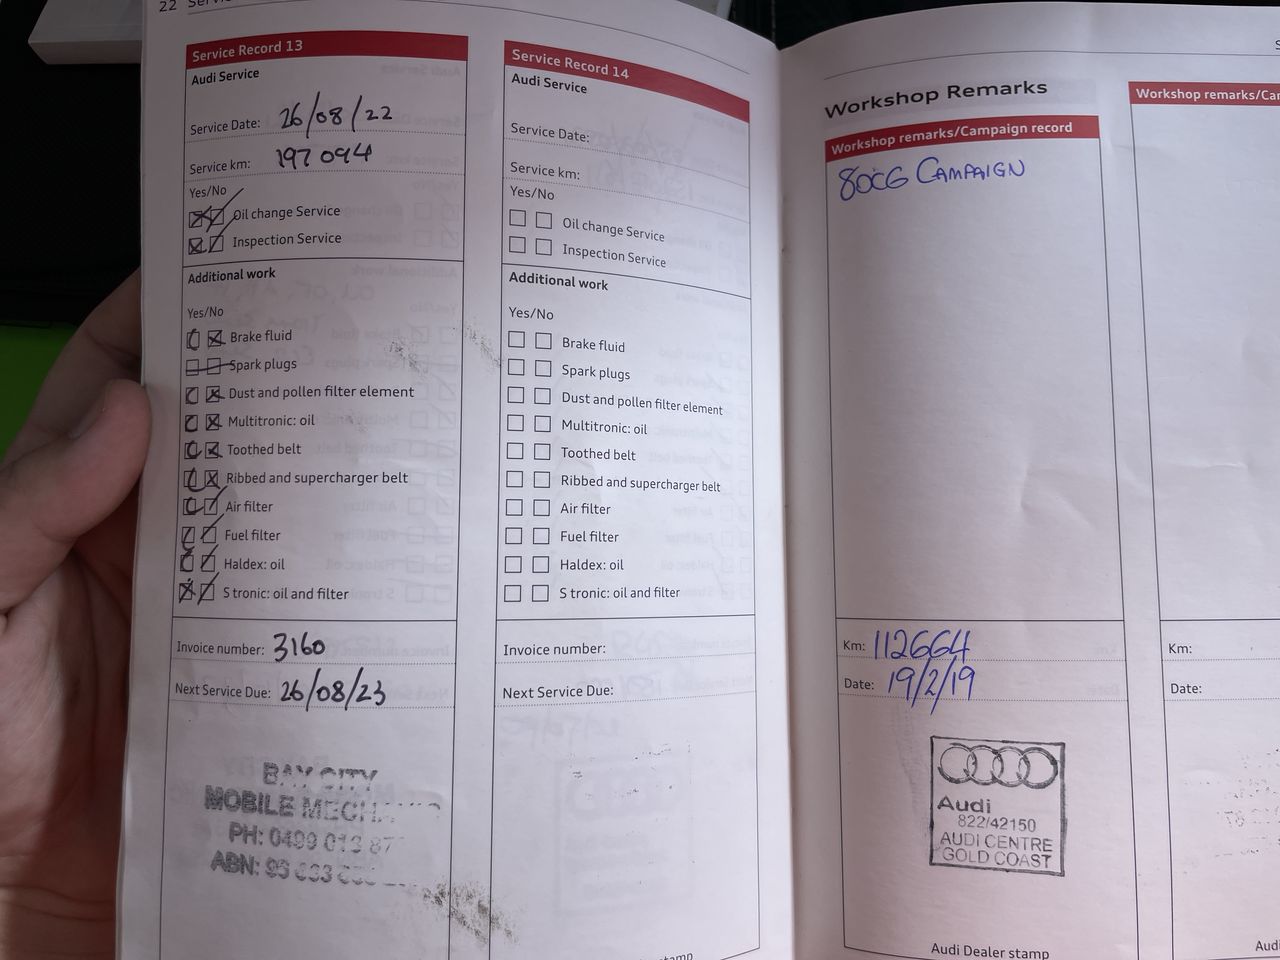 22
Service Record 13
Audi Service
Service Date: 26/08/22
Service km: 197 094
Yes/No
Oil change Service
Inspection Service
Additional work
Yes/No
Brake fluid
Spark plugs
Dust and pollen filter element
Multitronic: oil
Toothed belt
Ribbed and supercharger belt
Air filter
Fuel filter
Haldex: oil
S tronic: oil and filter
Invoice number: 3160
Next Service Due: 26/08/23
BAY CITY
MOBILE
PH: 0499 013
ABN:
Service Record 14
Audi Service
Service Date:
Service km:
Yes/No
Oil change Service
Inspection Service
Additional work
Yes/No
Brake fluid
Spark plugs
Dust and pollen filter element
Multitronic: oil
Toothed belt
Ribbed and supercharger belt
Air filter
Fuel filter
Haldex: oil
S tronic: oil and filter
Invoice number:
Next Service Due:
Workshop Remarks
Workshop remarks/Campaign record
80CG CAMPAIGN
Km: 112664
Date: 19/2/19
Audi
822/42150
AUDI CENTRE
GOLD COAST
Audi Dealer stamp
Workshop remarks/
Km:
Date: